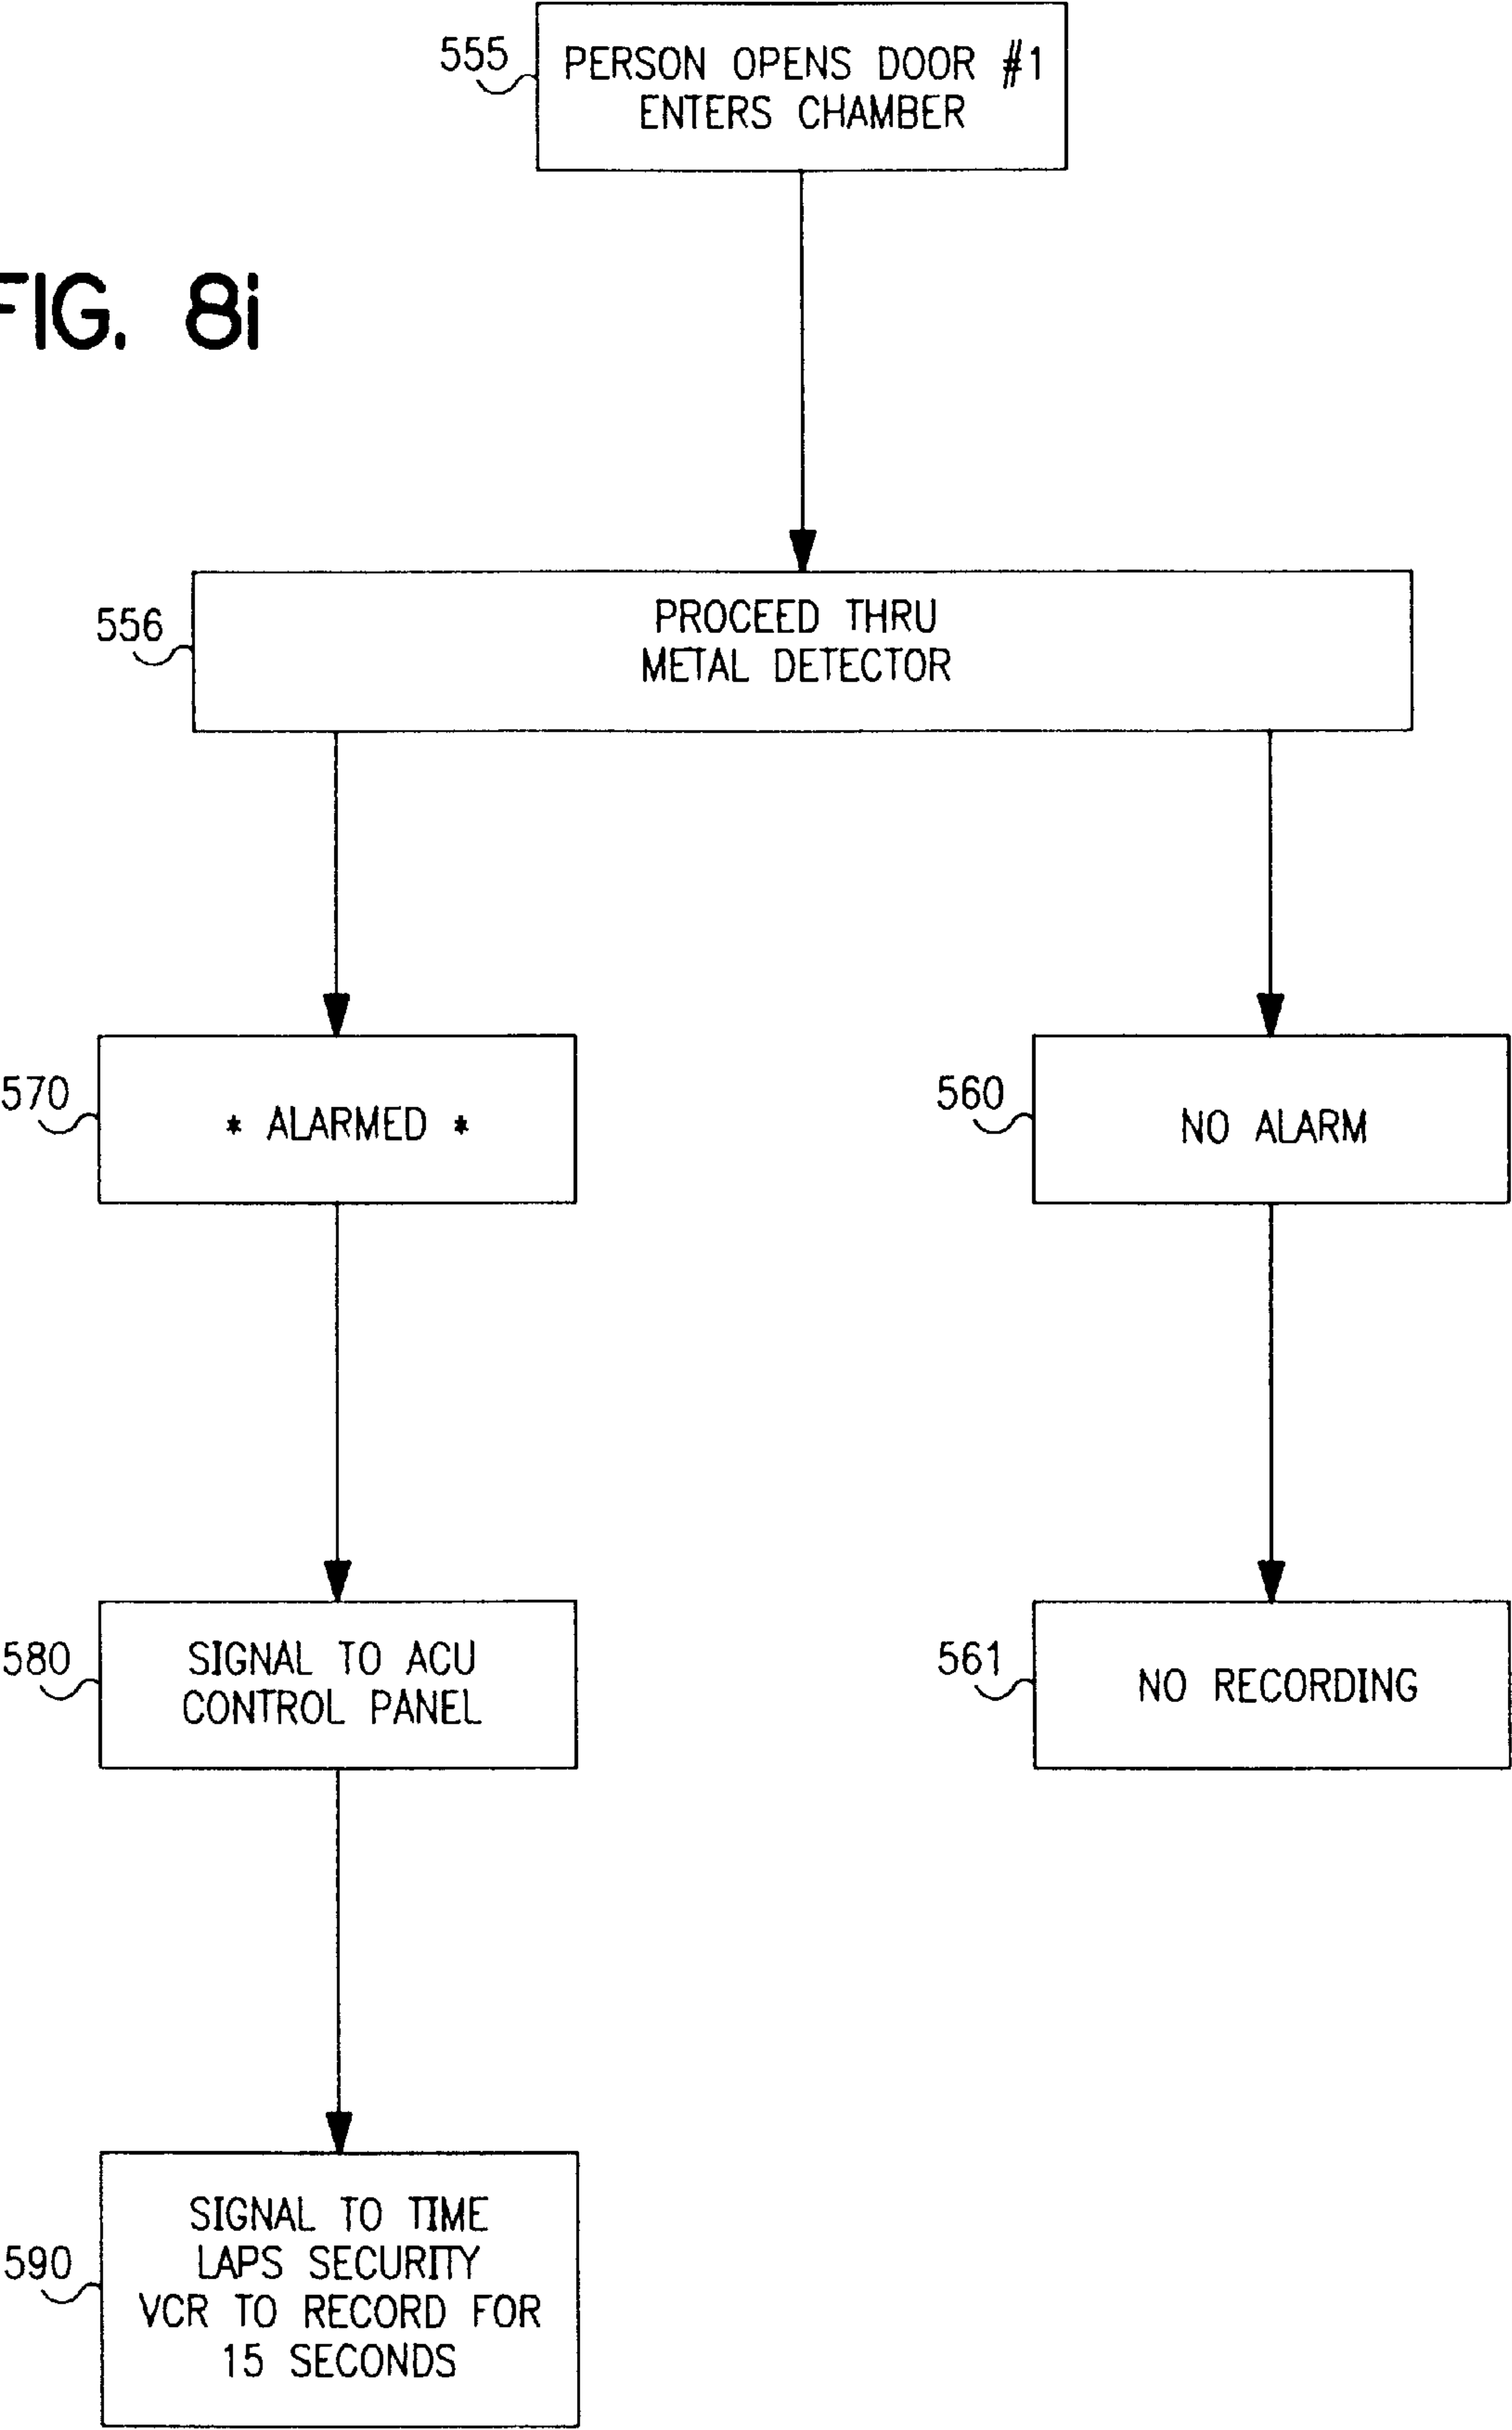 555
PERSON OPENS DOOR #1
ENTERS CHAMBER
FIG. 8i
556
PROCEED THRU
METAL DETECTOR
570
* ALARMED *
560
NO ALARM
580
SIGNAL TO ACU
CONTROL PANEL
561
NO RECORDING
590
SIGNAL TO TIME
LAPS SECURITY
VCR TO RECORD FOR
15 SECONDS